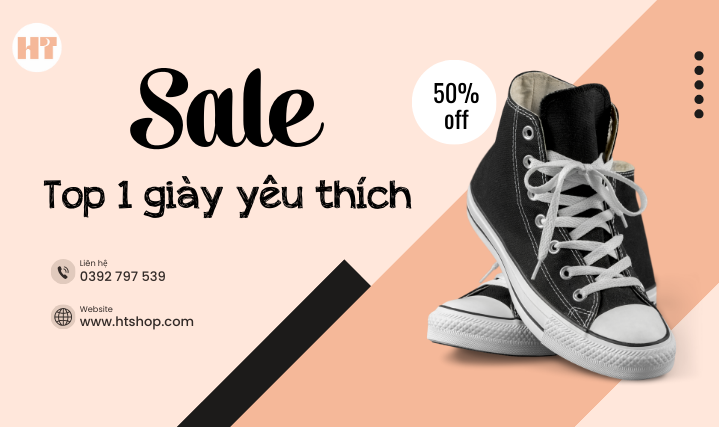 HT
Sale
50%
off
Top 1 giày yêu thích
Liên hệ
0392 797 539
Website
www.htshop.com